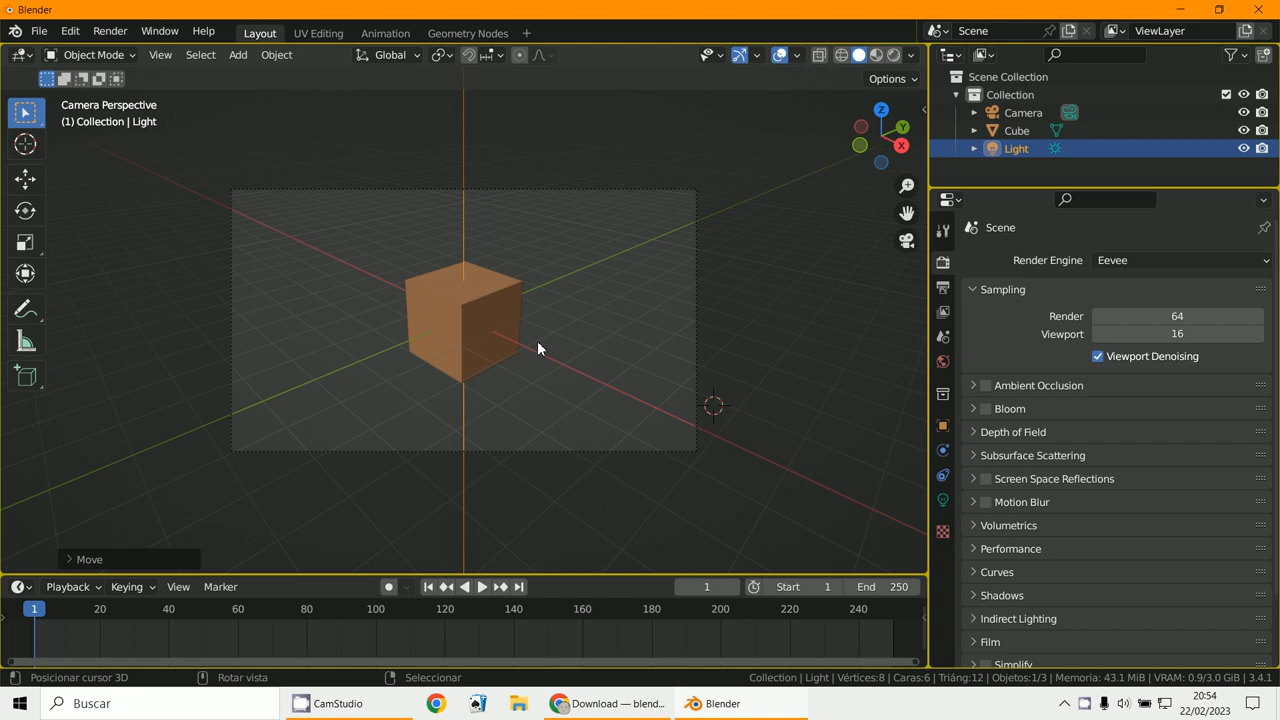 Blender
File Edit Render Window Help
Layout UV Editing Animation Geometry Nodes +
Scene ViewLayer
Object Mode View Select Add Object Global
Options
Camera Perspective
(1) Collection | Light
Z
Y
X
Move
Scene Collection
Collection
Camera
Cube
Light
Scene
Render Engine Eevee
Sampling
Render 64
Viewport 16
Viewport Denoising
Ambient Occlusion
Bloom
Depth of Field
Subsurface Scattering
Screen Space Reflections
Motion Blur
Volumetrics
Performance
Curves
Shadows
Indirect Lighting
Film
Simplify
Playback Keying View Marker 1 Start 1 End 250
1 20 40 60 80 100 120 140 160 180 200 220 240
Posicionar cursor 3D Rotar vista Seleccionar Collection | Light | Vértices:8 | Caras:6 | Triáng:12 | Objetos:1/3 | Memoria: 43.1 MiB | VRAM: 0.9/3.0 GiB | 3.4.1
Buscar CamStudio Download — blend... Blender 20:54
22/02/2023